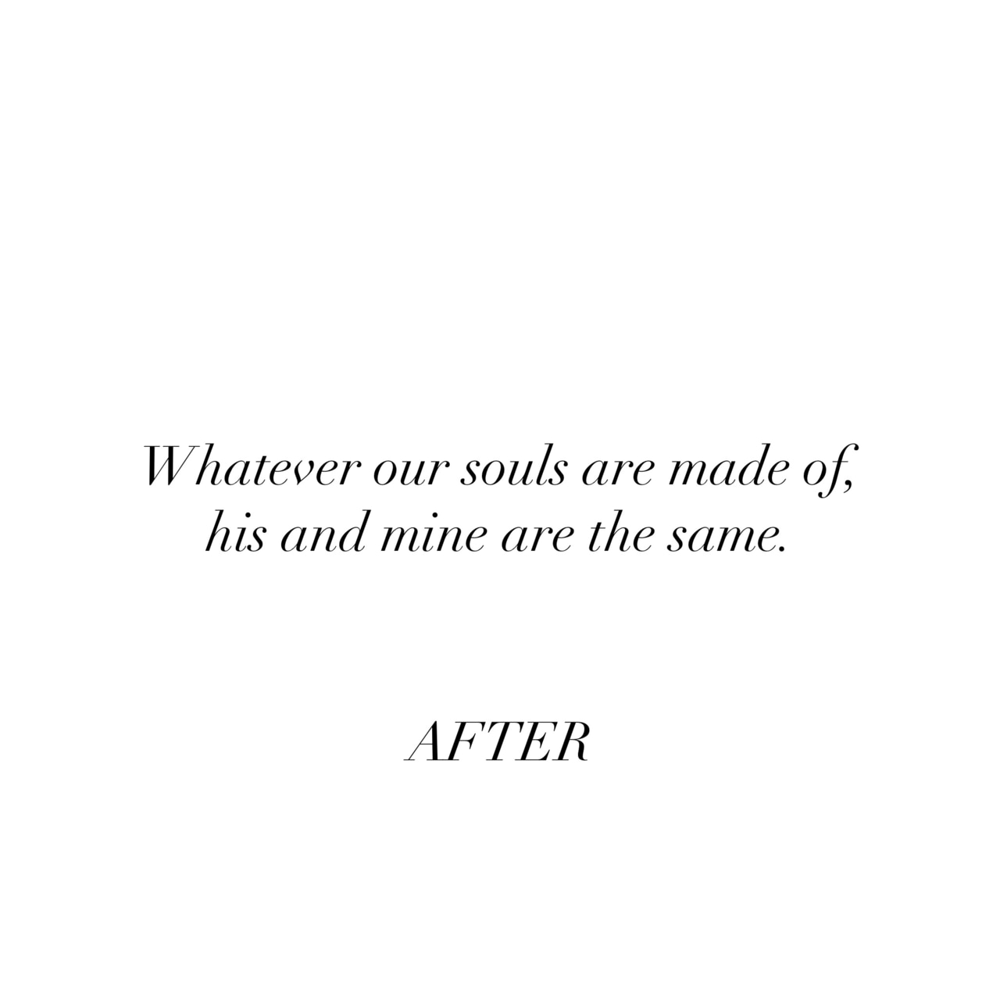 Whatever our souls are made of,
his and mine are the same.
AFTER